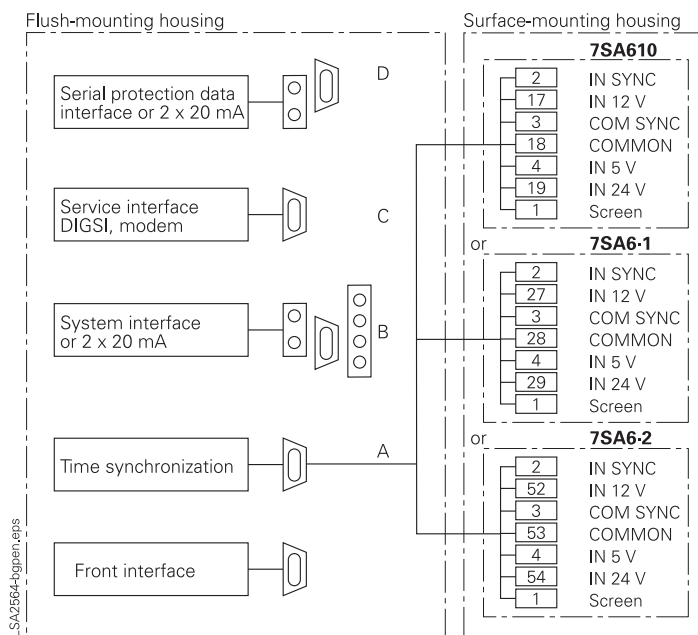 Flush-mounting housing
Surface-mounting housing
Serial protection data
interface or 2 x 20 mA
D
Service interface
DIGSI, modem
C
System interface
or 2 x 20 mA
B
Time synchronization
A
Front interface
7SA610
2 IN SYNC
17 IN 12 V
3 COM SYNC
18 COMMON
4 IN 5 V
19 IN 24 V
1 Screen
or
7SA6·1
2 IN SYNC
27 IN 12 V
3 COM SYNC
28 COMMON
4 IN 5 V
29 IN 24 V
1 Screen
or
7SA6·2
2 IN SYNC
52 IN 12 V
3 COM SYNC
53 COMMON
4 IN 5 V
54 IN 24 V
1 Screen
_SA2564-bgpen.eps